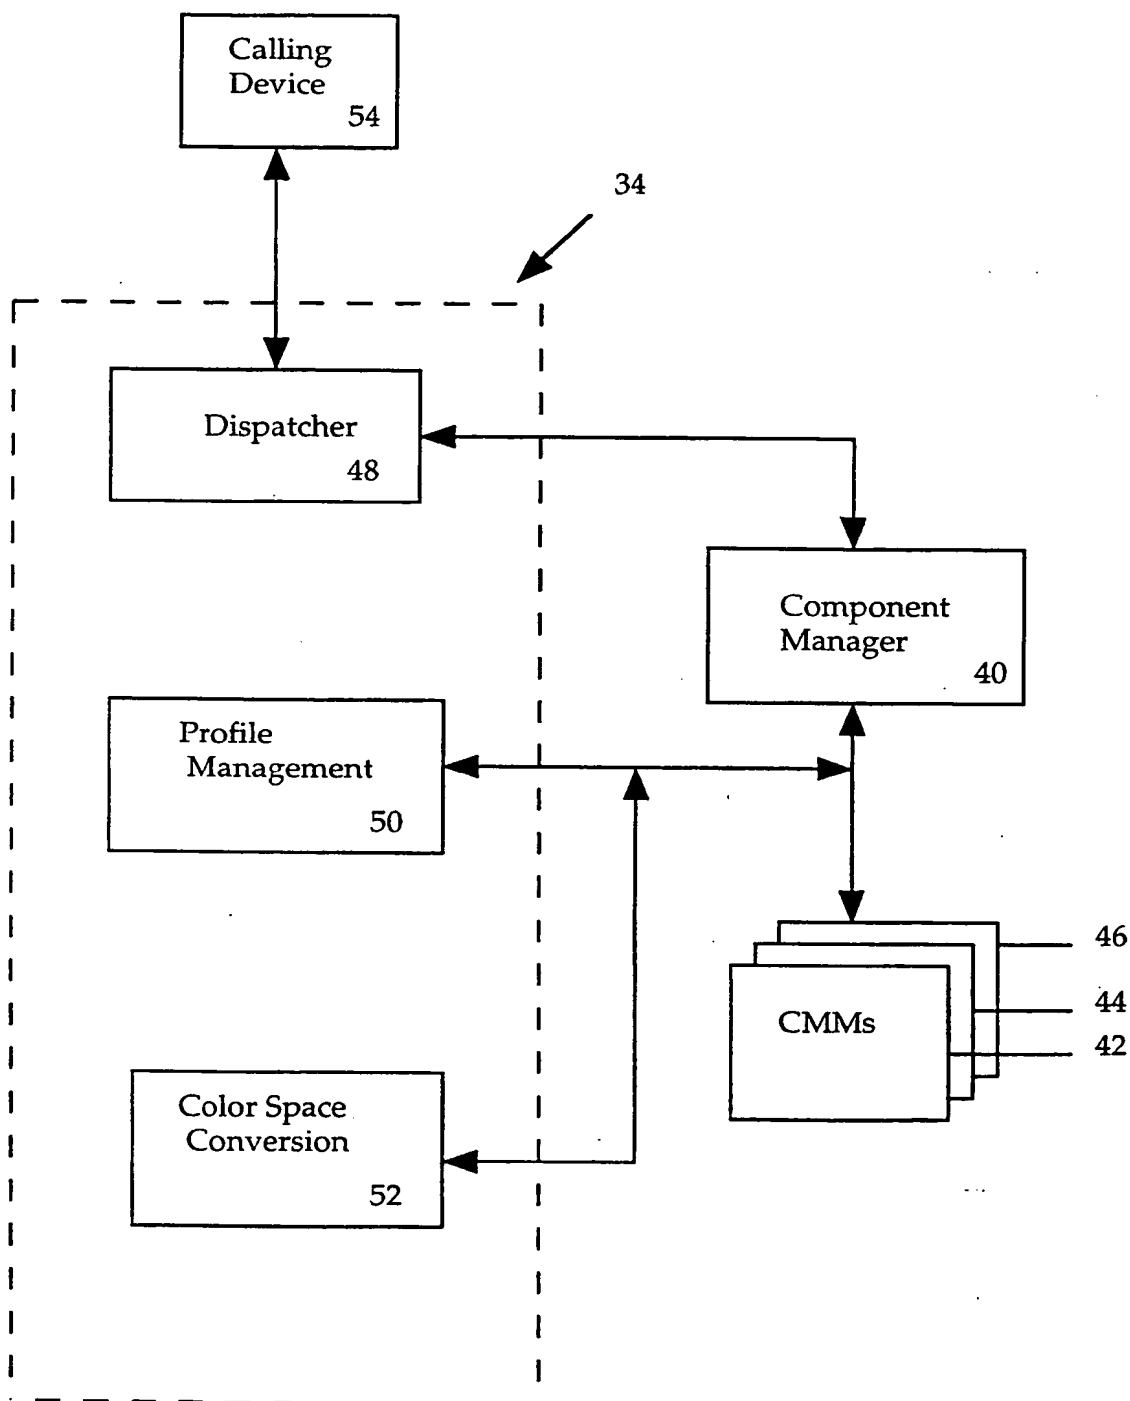 Calling
Device
54
34
Dispatcher
48
Component
Manager
40
Profile
Management
50
46
44
CMMs
42
Color Space
Conversion
52